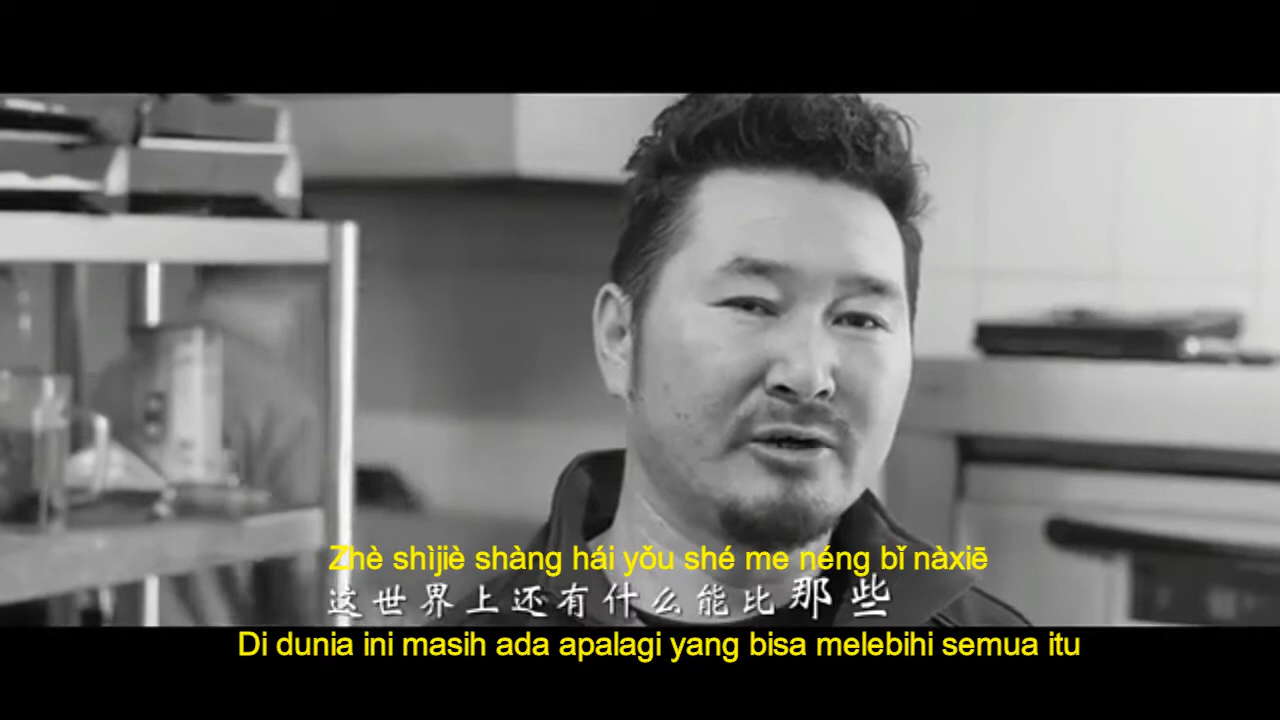 Zhè shìjiè shàng hái yǒu shé me néng bǐ nàxiē
这世界上还有什么能比那些
Di dunia ini masih ada apalagi yang bisa melebihi semua itu